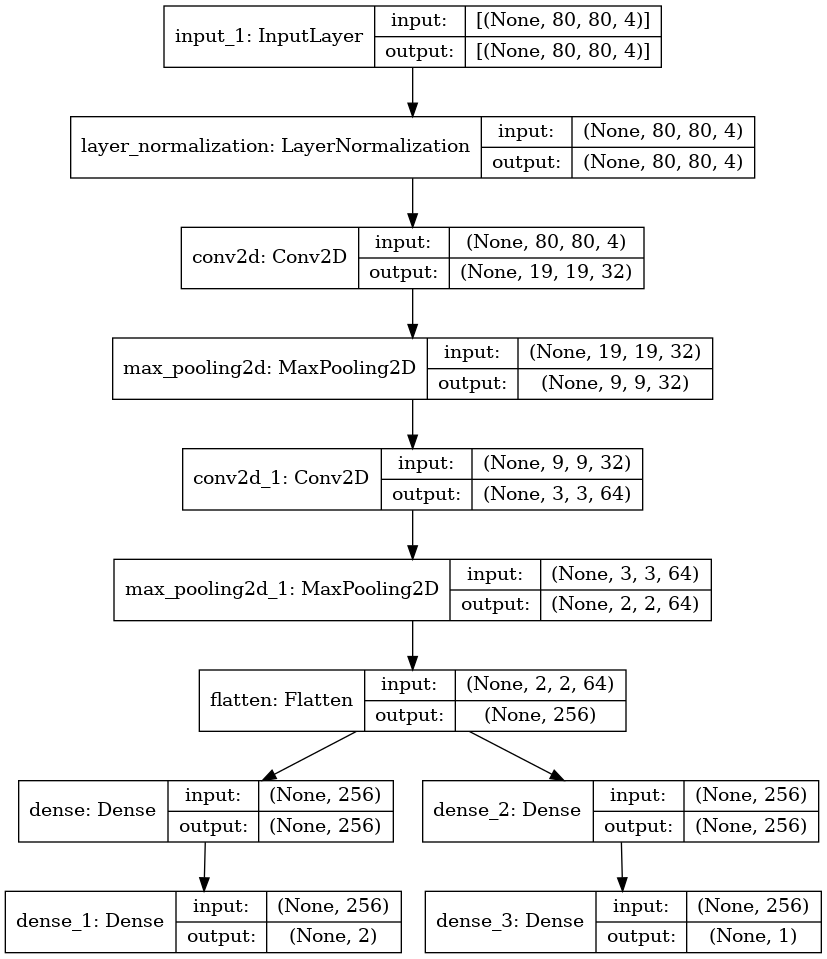 input_1: InputLayer
input:
[(None, 80, 80, 4)]
output:
[(None, 80, 80, 4)]
layer_normalization: LayerNormalization
input:
(None, 80, 80, 4)
output:
(None, 80, 80, 4)
conv2d: Conv2D
input:
(None, 80, 80, 4)
output:
(None, 19, 19, 32)
max_pooling2d: MaxPooling2D
input:
(None, 19, 19, 32)
output:
(None, 9, 9, 32)
conv2d_1: Conv2D
input:
(None, 9, 9, 32)
output:
(None, 3, 3, 64)
max_pooling2d_1: MaxPooling2D
input:
(None, 3, 3, 64)
output:
(None, 2, 2, 64)
flatten: Flatten
input:
(None, 2, 2, 64)
output:
(None, 256)
dense: Dense
input:
(None, 256)
output:
(None, 256)
dense_2: Dense
input:
(None, 256)
output:
(None, 256)
dense_1: Dense
input:
(None, 256)
output:
(None, 2)
dense_3: Dense
input:
(None, 256)
output:
(None, 1)